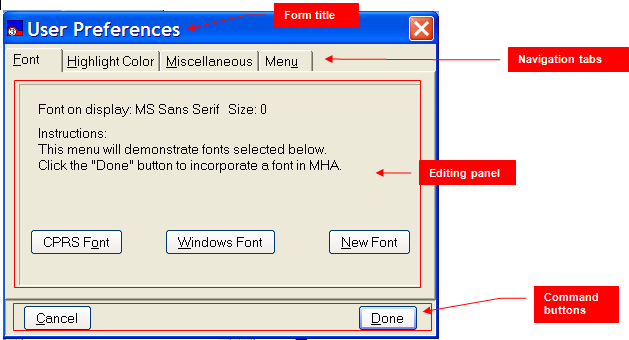 Form title
User Preferences
Navigation tabs
Font Highlight Color Miscellaneous Menu
Font on display: MS Sans Serif Size: 0
Instructions:
This menu will demonstrate fonts selected below.
Click the "Done" button to incorporate a font in MHA.
Editing panel
CPRS Font Windows Font New Font
Command
buttons
Cancel Done